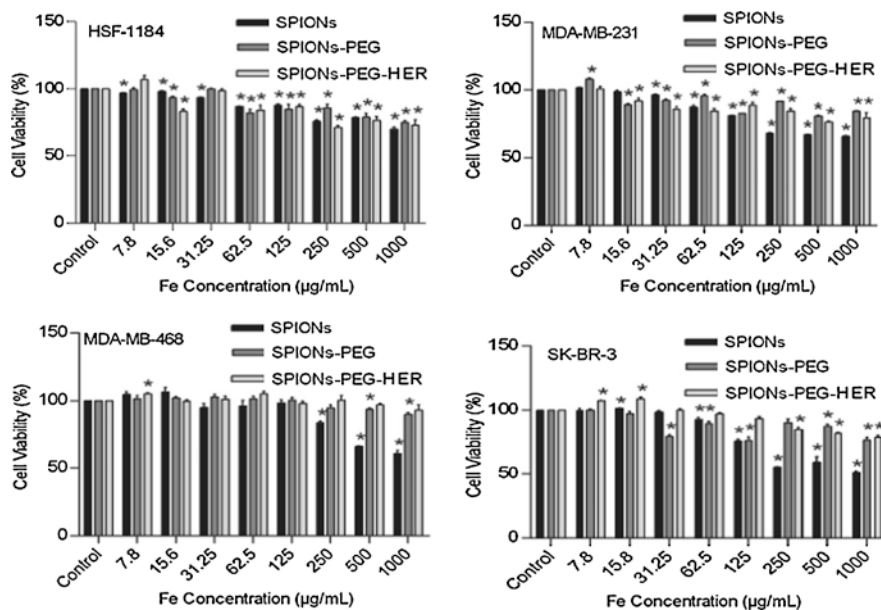 HSF-1184
SPIONs
SPIONs-PEG
SPIONs-PEG-HER
Cell Viability (%)
150
100
50
0
* * * * * * * * * * * * * * * * * * *
Control 7.8 15.6 31.25 62.5 125 250 500 1000
Fe Concentration (µg/mL)
MDA-MB-231
SPIONs
SPIONs-PEG
SPIONs-PEG-HER
Cell Viability (%)
150
100
50
0
Control 7.8 15.6 31.25 62.5 125 250 500 1000
Fe Concentration (µg/mL)
MDA-MB-468
SPIONs
SPIONs-PEG
SPIONs-PEG-HER
Cell Viability (%)
150
100
50
0
Control 7.8 15.6 31.25 62.5 125 250 500 1000
Fe Concentration (µg/mL)
SK-BR-3
SPIONs
SPIONs-PEG
SPIONs-PEG-HER
Cell Viability (%)
150
100
50
0
Control 7.8 15.8 31.25 62.5 125 250 500 1000
Fe Concentration (µg/mL)